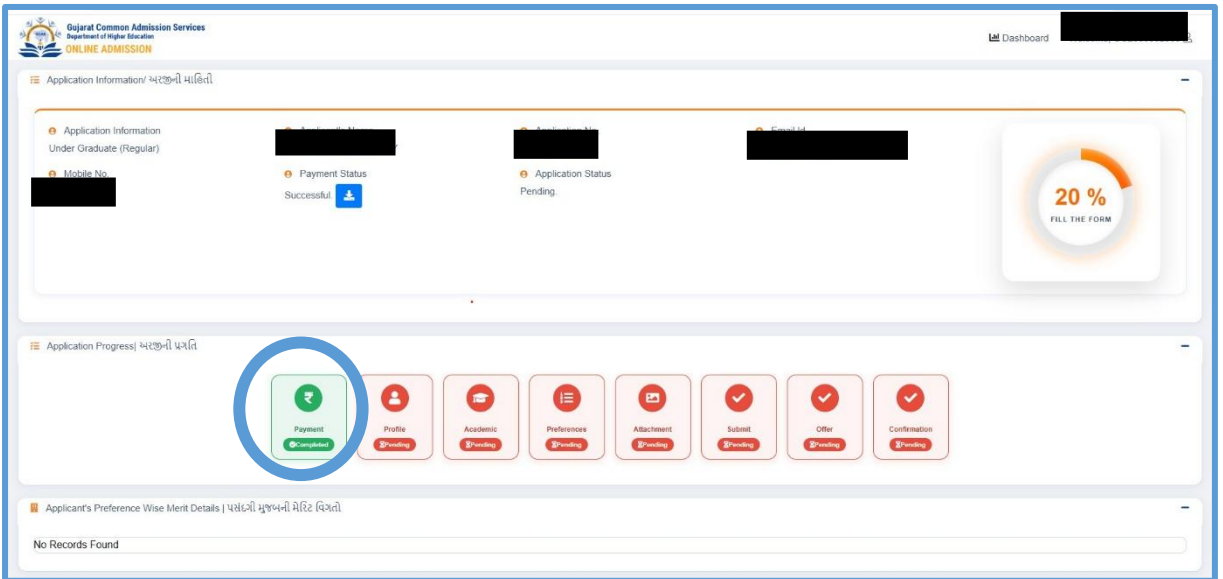 Gujarat Common Admission Services
Department of Higher Education
ONLINE ADMISSION
Dashboard
Application Information/ અરજીની માહિતી
Application Information
Under Graduate (Regular)
Mobile No.
Payment Status
Successful.
Application Status
Pending.
Email Id
20 %
FILL THE FORM
Application Progress| અરજીની પ્રગતિ
Payment
Completed
Profile
Pending
Academic
Pending
Preferences
Pending
Attachment
Pending
Submit
Pending
Offer
Pending
Confirmation
Pending
Applicant's Preference Wise Merit Details | પસંદગી મુજબની મેરિટ વિગતો
No Records Found